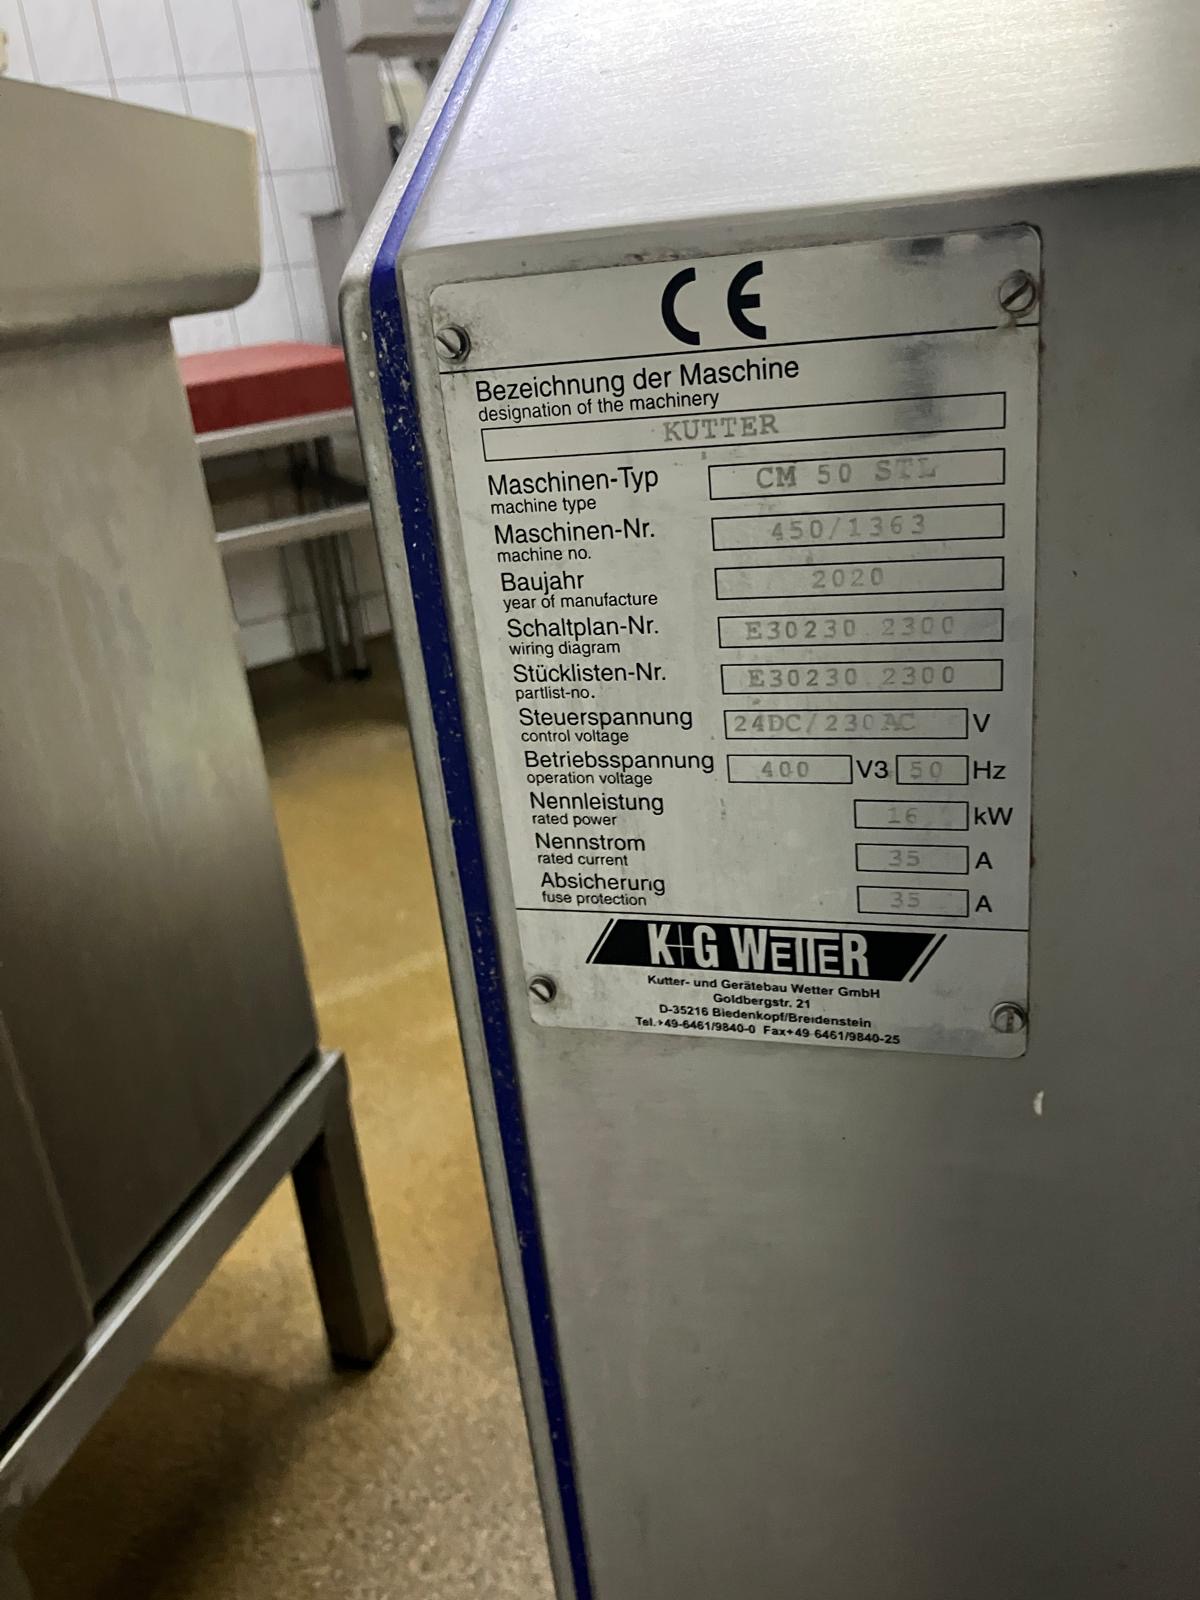 CE
Bezeichnung der Maschine
designation of the machinery
KUTTER
Maschinen-Typ CM 50 STL
machine type
Maschinen-Nr. 450/1363
machine no.
Baujahr 2020
year of manufacture
Schaltplan-Nr. E30230.2300
wiring diagram
Stücklisten-Nr. E30230.2300
partlist-no.
Steuerspannung 24DC/230AC V
control voltage
Betriebsspannung 400 V3 50 Hz
operation voltage
Nennleistung 16 kW
rated power
Nennstrom 35 A
rated current
Absicherung 35 A
fuse protection
K+G WETTER
Kutter- und Gerätebau Wetter GmbH
Goldbergstr. 21
D-35216 Biedenkopf/Breidenstein
Tel.+49-6461/9840-0 Fax+49 6461/9840-25